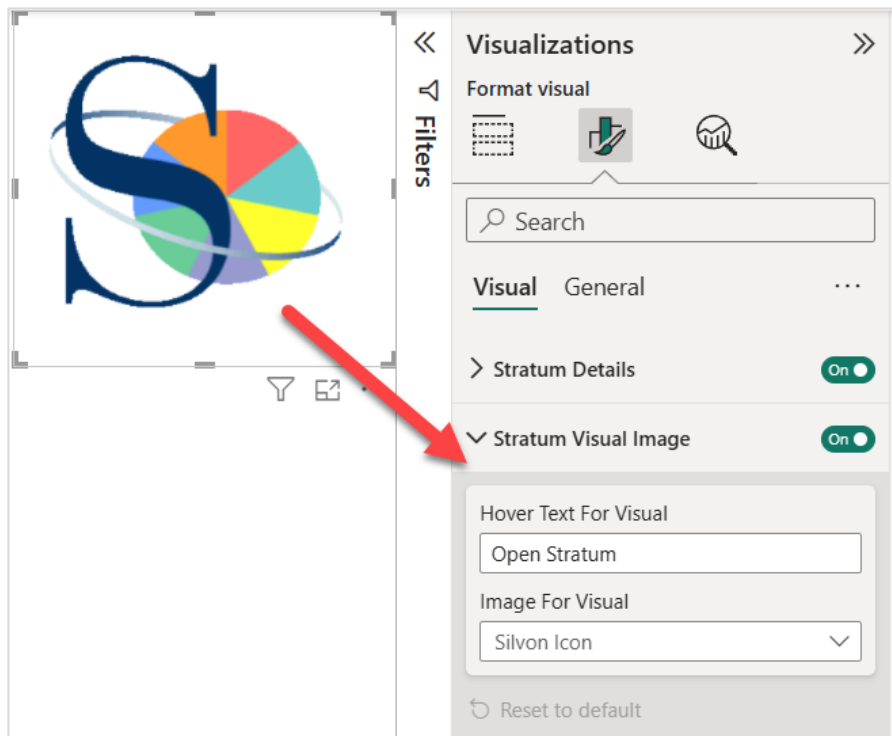 S
Filters
Visualizations
Format visual
Search
Visual General
Stratum Details
On
Stratum Visual Image
On
Hover Text For Visual
Open Stratum
Image For Visual
Silvon Icon
Reset to default